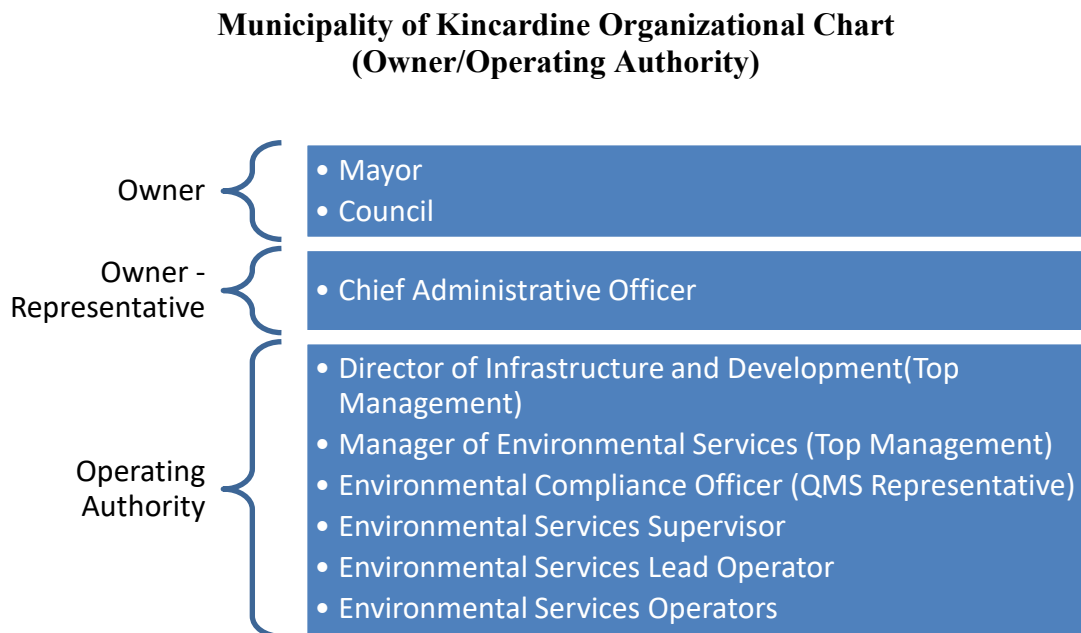 Municipality of Kincardine Organizational Chart
(Owner/Operating Authority)
Owner
• Mayor
• Council
Owner -
Representative
• Chief Administrative Officer
Operating
Authority
• Director of Infrastructure and Development(Top
Management)
• Manager of Environmental Services (Top Management)
• Environmental Compliance Officer (QMS Representative)
• Environmental Services Supervisor
• Environmental Services Lead Operator
• Environmental Services Operators